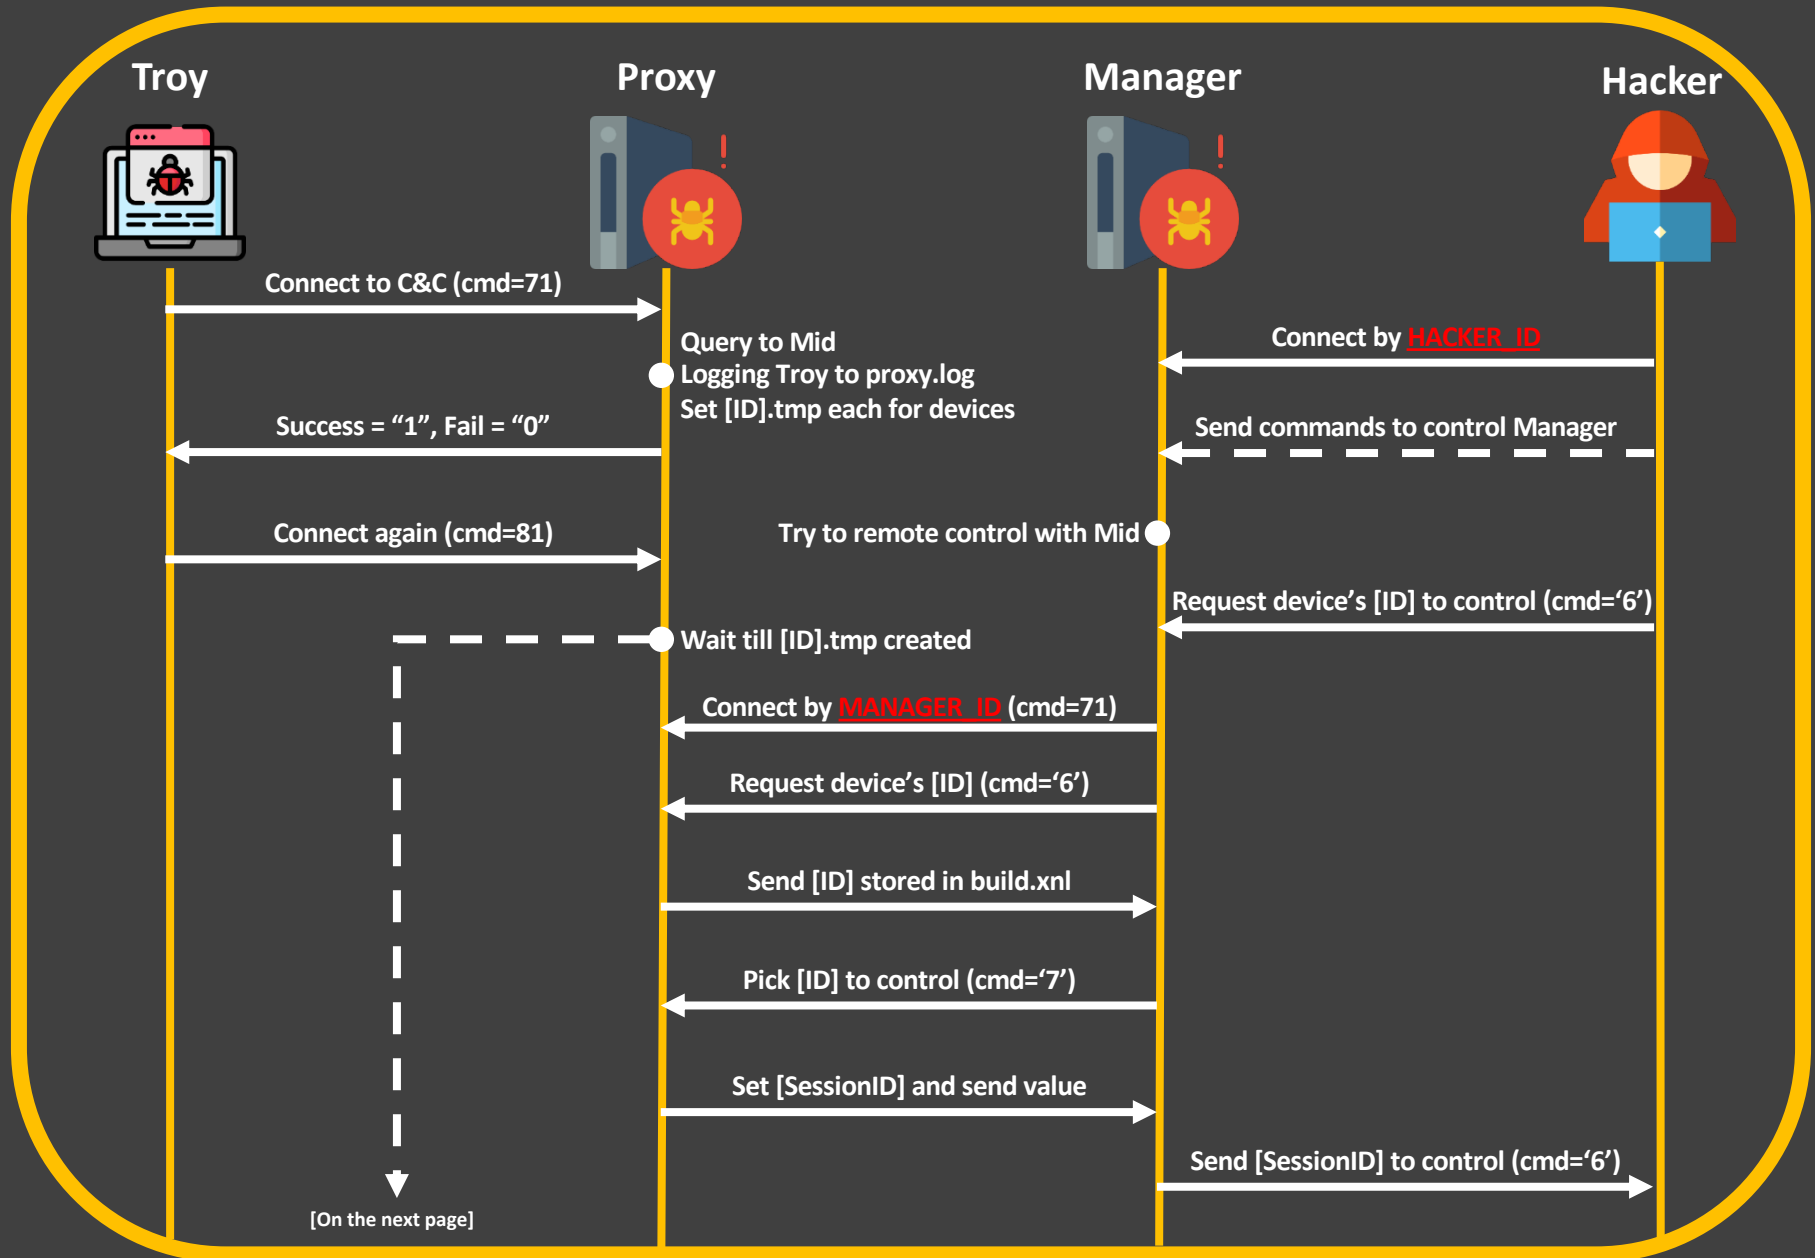 Troy
Proxy
Manager
Hacker
Connect to C&C (cmd=71)
Query to Mid
Logging Troy to proxy.log
Set [ID].tmp each for devices
Connect by HACKER_ID
Success = “1”, Fail = “0”
Send commands to control Manager
Connect again (cmd=81)
Try to remote control with Mid
Request device’s [ID] to control (cmd=‘6’)
Wait till [ID].tmp created
Connect by MANAGER_ID (cmd=71)
Request device’s [ID] (cmd=‘6’)
Send [ID] stored in build.xnl
Pick [ID] to control (cmd=‘7’)
Set [SessionID] and send value
Send [SessionID] to control (cmd=‘6’)
[On the next page]